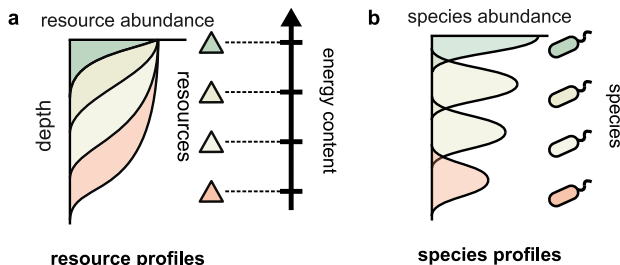 a
resource abundance
depth
resources
energy content
resource profiles
b
species abundance
species
species profiles